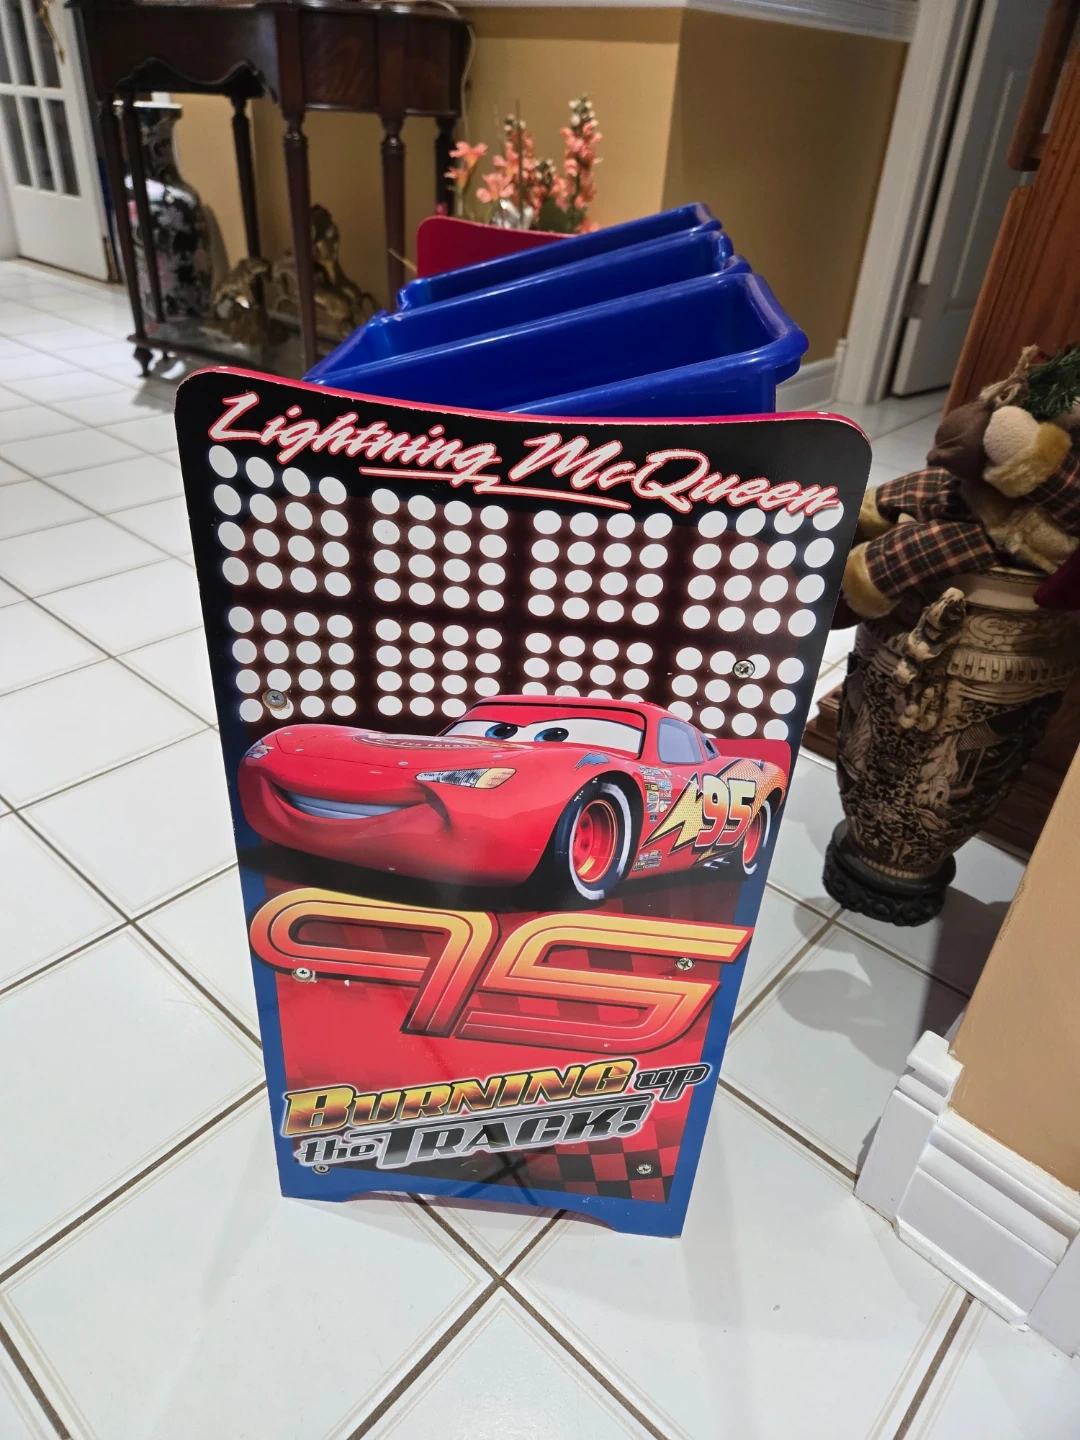 Lightning McQueen
95
95
BURNING up
the TRACK!